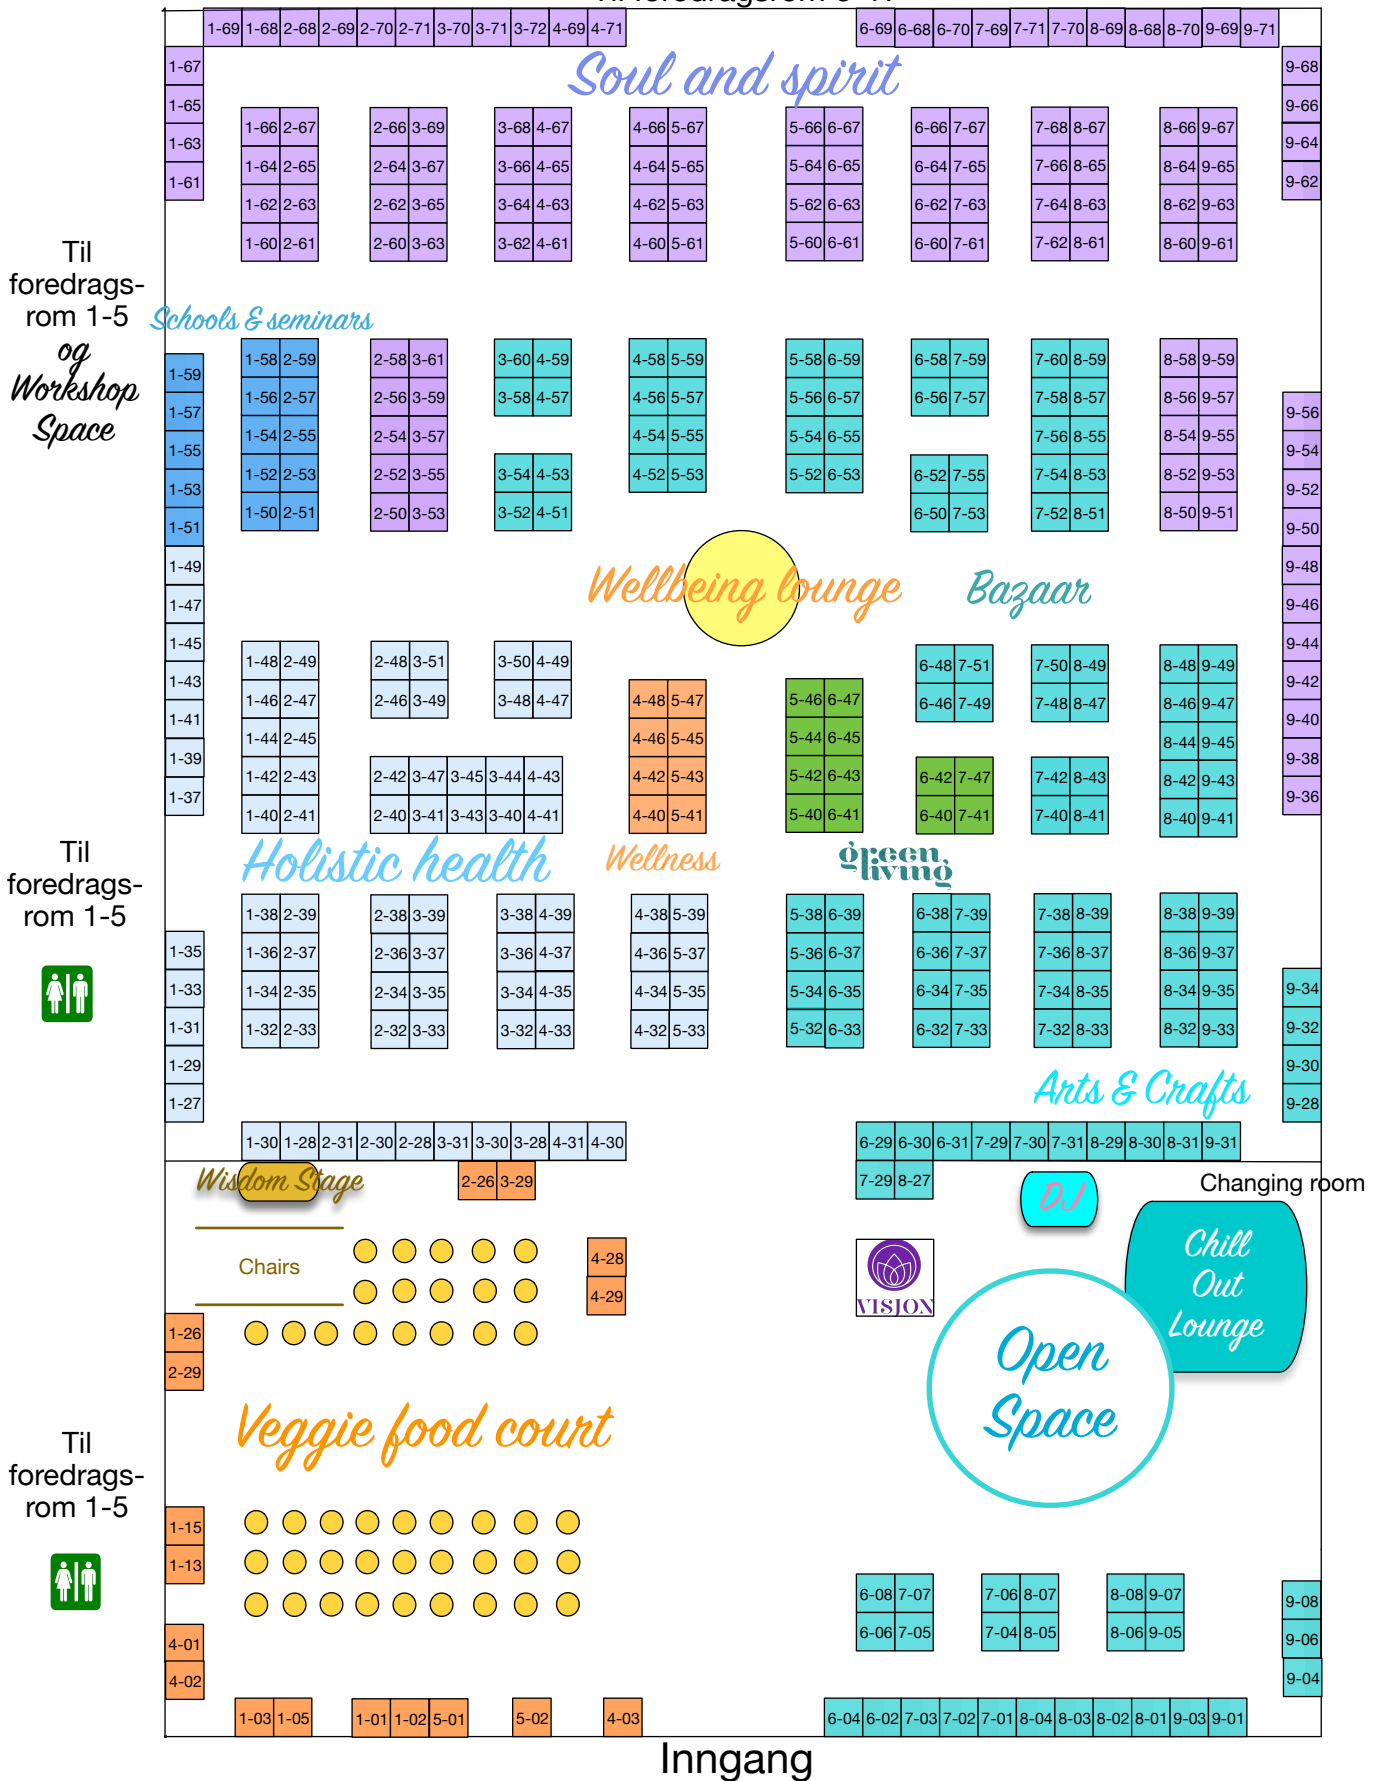 1-69 1-68 2-68 2-69 2-70 2-71 3-70 3-71 3-72 4-69 4-71 6-69 6-68 6-70 7-69 7-71 7-70 8-69 8-68 8-70 9-69 9-71
1-67 9-68
Soul and spirit
1-65 9-66
1-66 2-67 2-66 3-69 3-68 4-67 4-66 5-67 5-66 6-67 6-66 7-67 7-68 8-67 8-66 9-67
1-63 9-64
1-64 2-65 2-64 3-67 3-66 4-65 4-64 5-65 5-64 6-65 6-64 7-65 7-66 8-65 8-64 9-65
1-61 9-62
1-62 2-63 2-62 3-65 3-64 4-63 4-62 5-63 5-62 6-63 6-62 7-63 7-64 8-63 8-62 9-63
1-60 2-61 2-60 3-63 3-62 4-61 4-60 5-61 5-60 6-61 6-60 7-61 7-62 8-61 8-60 9-61
Til
foredrags-
rom 1-5
og
Workshop
Space
Schools & seminars
1-58 2-59 2-58 3-61 3-60 4-59 4-58 5-59 5-58 6-59 6-58 7-59 7-60 8-59 8-58 9-59
1-59
1-56 2-57 2-56 3-59 3-58 4-57 4-56 5-57 5-56 6-57 6-56 7-57 7-58 8-57 8-56 9-57
1-57 9-56
1-54 2-55 2-54 3-57 4-54 5-55 5-54 6-55 7-56 8-55 8-54 9-55
1-55 9-54
1-52 2-53 2-52 3-55 3-54 4-53 4-52 5-53 5-52 6-53 6-52 7-55 7-54 8-53 8-52 9-53
1-53 9-52
1-50 2-51 2-50 3-53 3-52 4-51 6-50 7-53 7-52 8-51 8-50 9-51
1-51 9-50
1-49 9-48
Wellbeing lounge
Bazaar
1-47 9-46
1-45 9-44
1-48 2-49 2-48 3-51 3-50 4-49 6-48 7-51 7-50 8-49 8-48 9-49
1-43 9-42
1-46 2-47 2-46 3-49 3-48 4-47 4-48 5-47 5-46 6-47 6-46 7-49 7-48 8-47 8-46 9-47
1-41 9-40
1-44 2-45 4-46 5-45 5-44 6-45 8-44 9-45
1-39 9-38
1-42 2-43 2-42 3-47 3-45 3-44 4-43 4-42 5-43 5-42 6-43 6-42 7-47 7-42 8-43 8-42 9-43
1-37 9-36
1-40 2-41 2-40 3-41 3-43 3-40 4-41 4-40 5-41 5-40 6-41 6-40 7-41 7-40 8-41 8-40 9-41
Til
foredrags-
rom 1-5
Holistic health
Wellness
green
living
1-38 2-39 2-38 3-39 3-38 4-39 4-38 5-39 5-38 6-39 6-38 7-39 7-38 8-39 8-38 9-39
1-35 1-36 2-37 2-36 3-37 3-36 4-37 4-36 5-37 5-36 6-37 6-36 7-37 7-36 8-37 8-36 9-37
1-33 1-34 2-35 2-34 3-35 3-34 4-35 4-34 5-35 5-34 6-35 6-34 7-35 7-34 8-35 8-34 9-35 9-34
1-31 1-32 2-33 2-32 3-33 3-32 4-33 4-32 5-33 5-32 6-33 6-32 7-33 7-32 8-33 8-32 9-33 9-32
1-29 9-30
Arts & Crafts
1-27 9-28
1-30 1-28 2-31 2-30 2-28 3-31 3-30 3-28 4-31 4-30 6-29 6-30 6-31 7-29 7-30 7-31 8-29 8-30 8-31 9-31
Wisdom Stage
2-26 3-29 7-29 8-27
DJ
Changing room
Chairs
4-28
4-29
VISJON
Chill
Out
Lounge
1-26
2-29
Open
Space
Veggie food court
Til
foredrags-
rom 1-5
1-15
1-13
6-08 7-07 7-06 8-07 8-08 9-07 9-08
6-06 7-05 7-04 8-05 8-06 9-05 9-06
4-01
4-02 9-04
1-03 1-05 1-01 1-02 5-01 5-02 4-03 6-04 6-02 7-03 7-02 7-01 8-04 8-03 8-02 8-01 9-03 9-01
Inngang